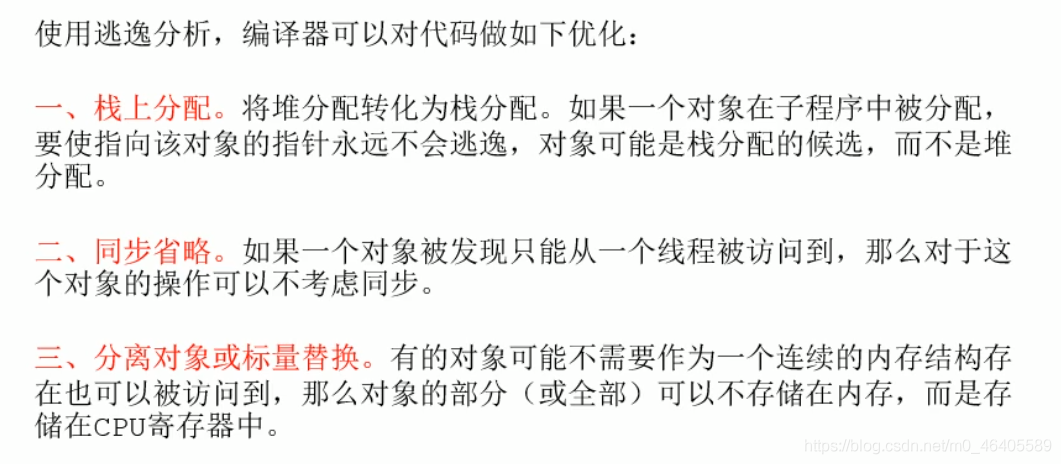 使用逃逸分析，编译器可以对代码做如下优化：
一、栈上分配。将堆分配转化为栈分配。如果一个对象在子程序中被分配，
要使指向该对象的指针永远不会逃逸，对象可能是栈分配的候选，而不是堆
分配。
二、同步省略。如果一个对象被发现只能从一个线程被访问到，那么对于这
个对象的操作可以不考虑同步。
三、分离对象或标量替换。有的对象可能不需要作为一个连续的内存结构存
在也可以被访问到，那么对象的部分（或全部）可以不存储在内存，而是存
储在CPU寄存器中。
https://blog.csdn.net/m0_46405589